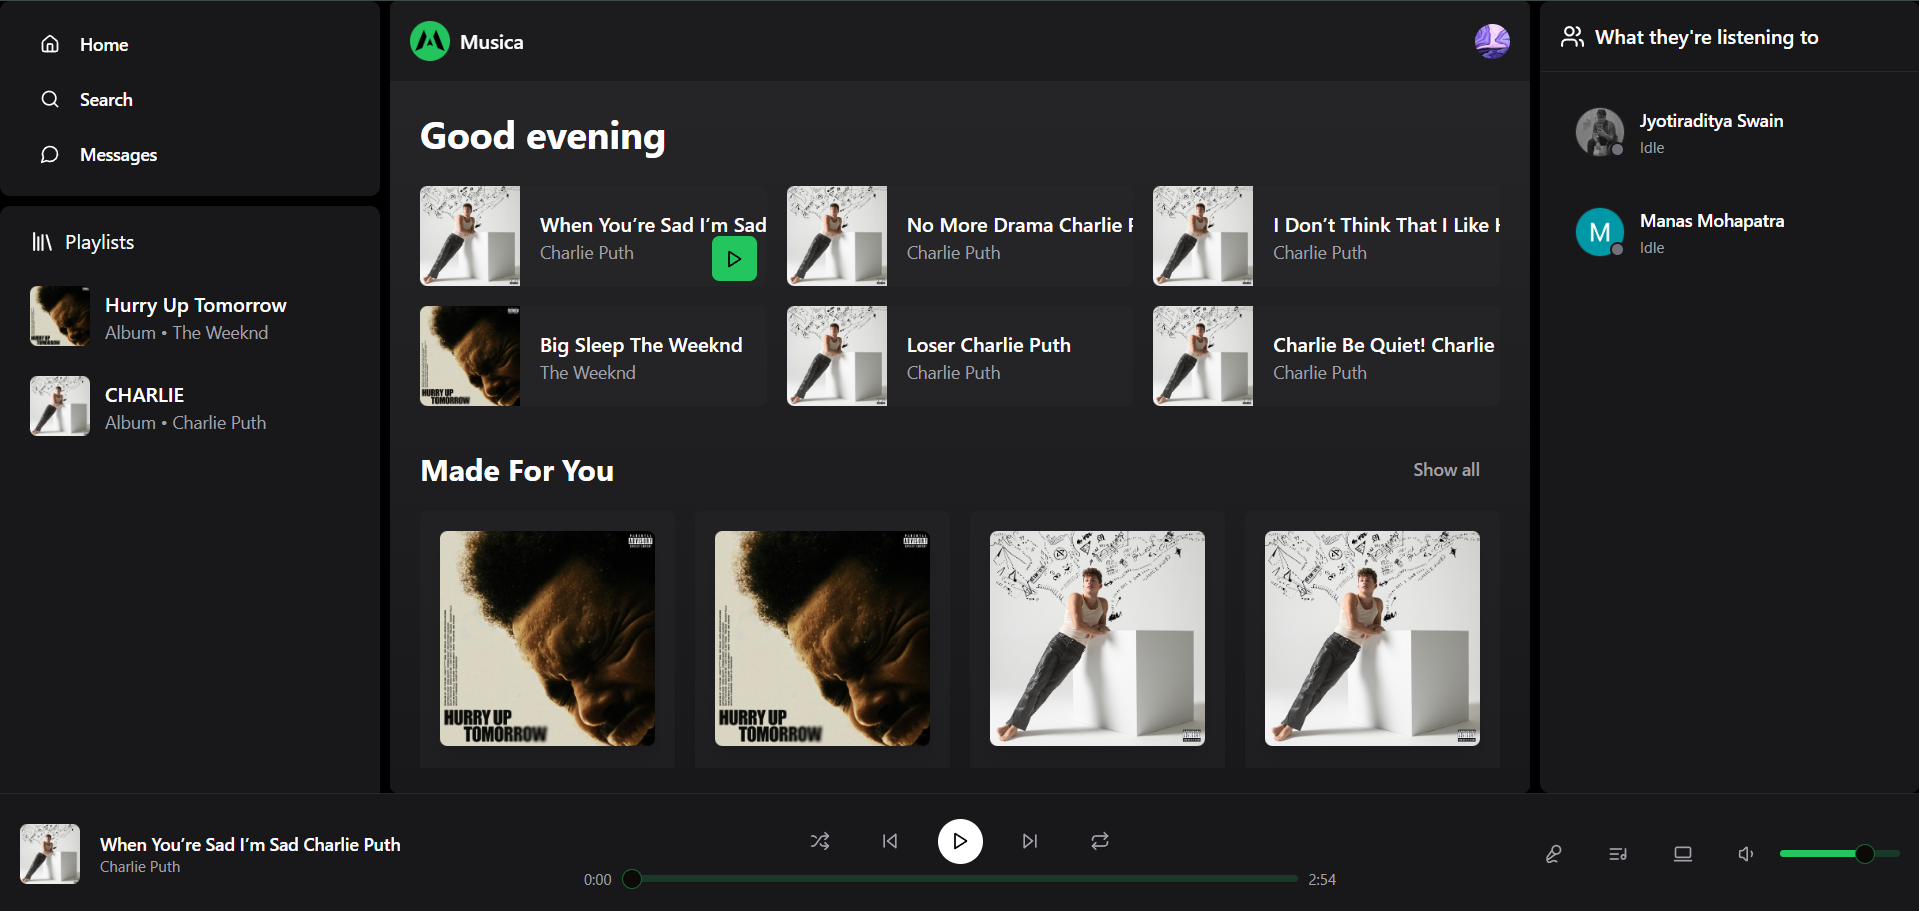 Home
Search
Messages
Playlists
Hurry Up Tomorrow
Album • The Weeknd
CHARLIE
Album • Charlie Puth
Musica
Good evening
When You’re Sad I’m Sad
Charlie Puth
No More Drama Charlie
Charlie Puth
I Don’t Think That I Like
Charlie Puth
Big Sleep The Weeknd
The Weeknd
Loser Charlie Puth
Charlie Puth
Charlie Be Quiet! Charlie
Charlie Puth
HURRY UP
TOMORROW
Made For You
Show all
HURRY UP
TOMORROW
HURRY UP
TOMORROW
What they're listening to
Jyotiraditya Swain
Idle
M
Manas Mohapatra
Idle
When You’re Sad I’m Sad Charlie Puth
Charlie Puth
0:00
2:54